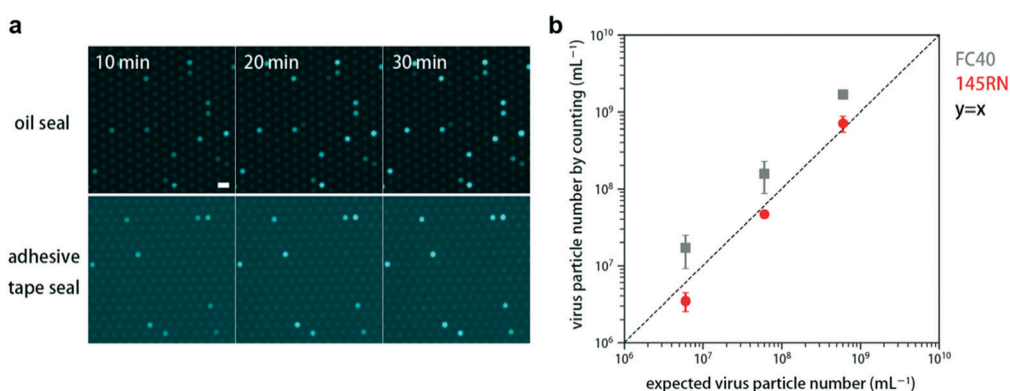 a
10 min
20 min
30 min
oil seal
adhesive
tape seal
b
virus particle number by counting (mL⁻¹)
10¹⁰
10⁹
10⁸
10⁷
10⁶
10⁶
10⁷
10⁸
10⁹
10¹⁰
expected virus particle number (mL⁻¹)
FC40
145RN
y=x